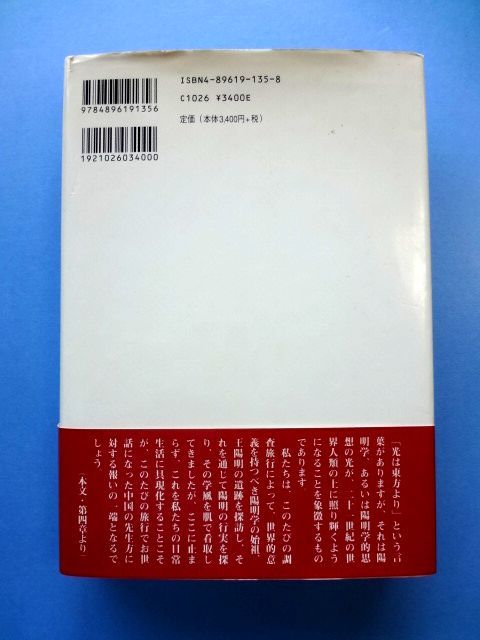 ISBN4-89619-135-8
C1026 ¥3400E
定価(本体3,400円+税)
9784896191356
1921026034000
「光は東方より」という言
葉がありますが、それは陽
明学、あるいは陽明学的思
想の光が、二十一世紀の世
界人類の上に照り輝くよう
になることを象徴するもの
であります
私たちは、このたびの調
査旅行によって、世界的意
義を持つべき陽明学の始祖、
王陽明の遺跡を探訪し、そ
れを通じて陽明の行実を探
り、その学風を肌で看取し
てきましたが、ここに止ま
らず、これを私たちの日常
生活に具現化することこそ
が、このたびの旅行でお世
話になった中国の先生方に
対する報いの一端となるで
しょう
(本文・第四章より)